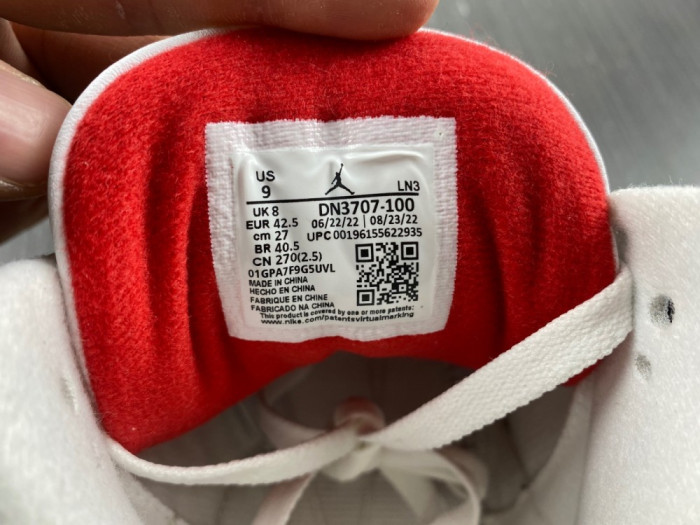 US
9
LN3
UK 8 DN3707-100
EUR 42.5 06/22/22 | 08/23/22
cm 27 UPC 00196155622935
BR 40.5
CN 270(2.5)
01GPA7F9G5UVL
MADE IN CHINA
HECHO EN CHINA
FABRIQUE EN CHINE
FABRICADO NA CHINA
This product is covered by one or more patents:
www.nike.com/patentsvirtualmarking